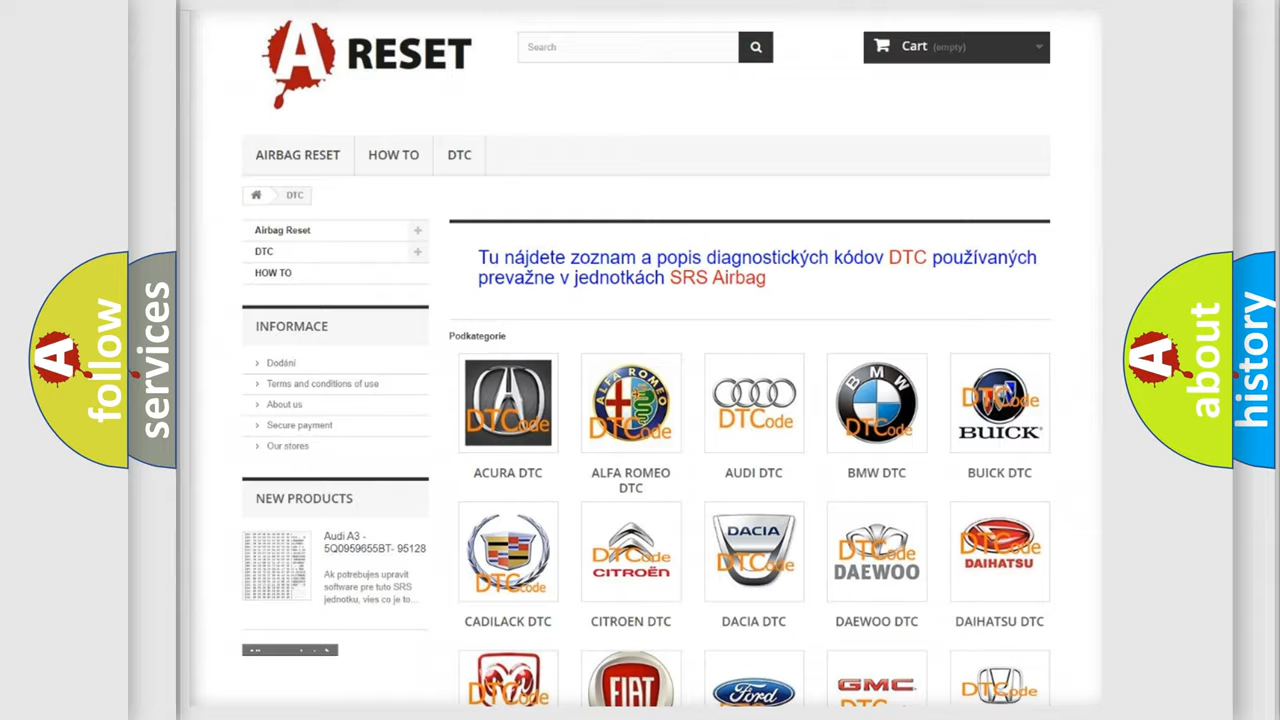 A RESET
Search
Cart (empty)
AIRBAG RESET
HOW TO
DTC
DTC
Airbag Reset
DTC
HOW TO
INFORMACE
Dodání
Terms and conditions of use
About us
Secure payment
Our stores
NEW PRODUCTS
Audi A3 -
5Q0959655BT- 95128
Ak potrebujes upravit
software pre tuto SRS
jednotku, vies co je to...
Tu nájdete zoznam a popis diagnostických kódov DTC používaných
prevažne v jednotkách SRS Airbag
Podkategorie
DTCode
ALFA ROMEO
DTCode
DTCode
BMW
DTCode
DTCode
BUICK
ACURA DTC
ALFA ROMEO
DTC
AUDI DTC
BMW DTC
BUICK DTC
DTCode
DTCode
CITROËN
DACIA
DTCode
DTCode
DAEWOO
DTCode
DAIHATSU
CADILACK DTC
CITROEN DTC
DACIA DTC
DAEWOO DTC
DAIHATSU DTC
DTCode
FIAT
Ford
GMC
DTCode
A
follow
services
A
about
history